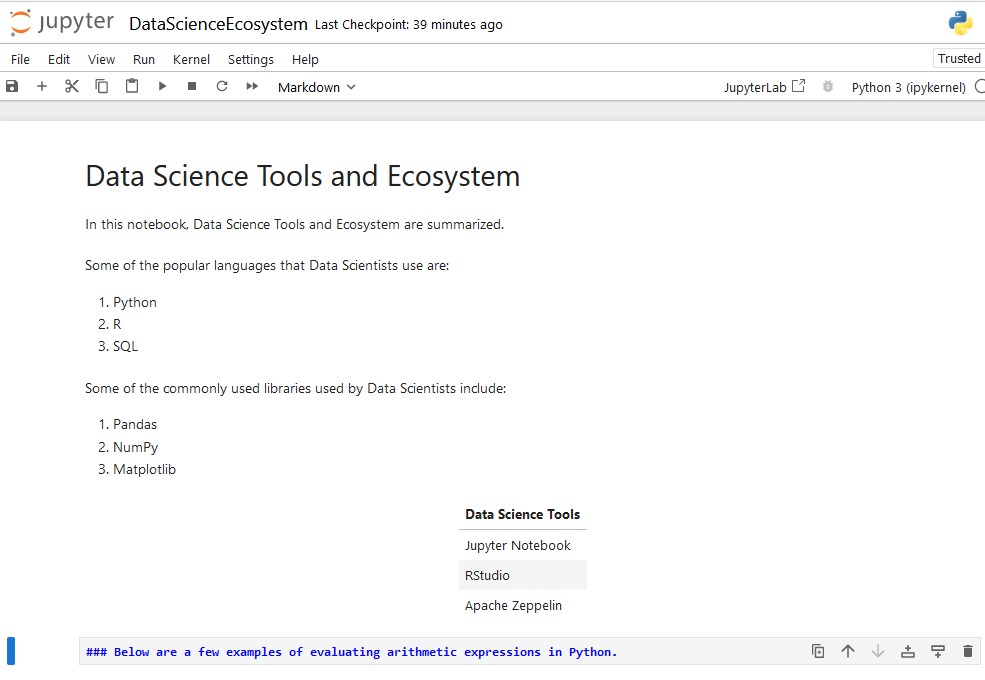 jupyter DataScienceEcosystem Last Checkpoint: 39 minutes ago
File Edit View Run Kernel Settings Help Trusted
Markdown JupyterLab Python 3 (ipykernel)
Data Science Tools and Ecosystem
In this notebook, Data Science Tools and Ecosystem are summarized.
Some of the popular languages that Data Scientists use are:
1. Python
2. R
3. SQL
Some of the commonly used libraries used by Data Scientists include:
1. Pandas
2. NumPy
3. Matplotlib
Data Science Tools
Jupyter Notebook
RStudio
Apache Zeppelin
### Below are a few examples of evaluating arithmetic expressions in Python.